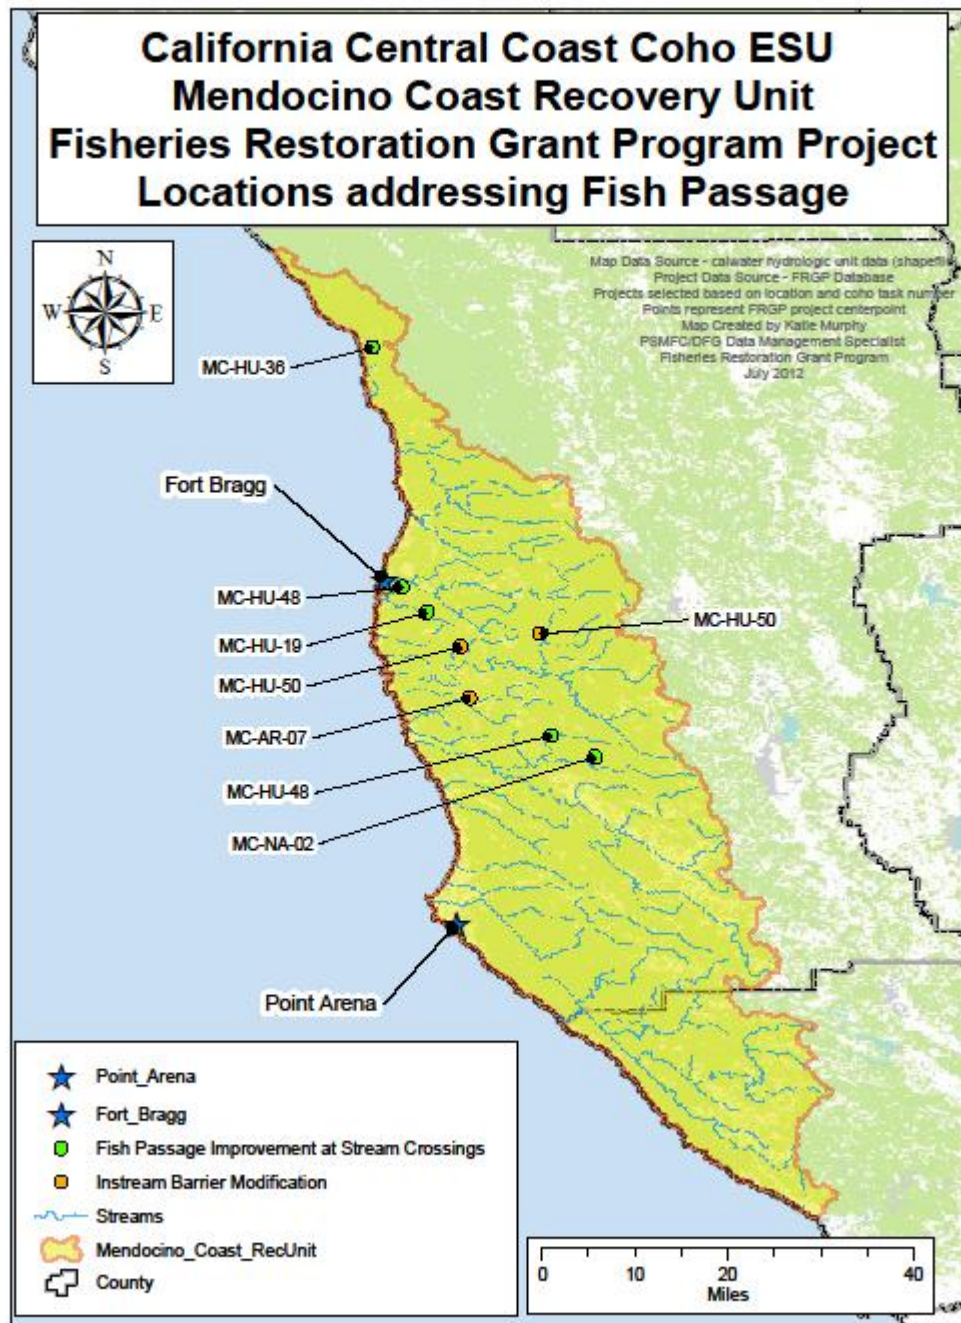 California Central Coast Coho ESU
Mendocino Coast Recovery Unit
Fisheries Restoration Grant Program Project
Locations addressing Fish Passage
N
W E
S
Map Data Source - calwater hydrologic unit data (shapefile
Project Data Source - FRGP Database
Projects selected based on location and coho task number
Points represent FRGP project centerpoint
Map Created by Katie Murphy
PSMFC/DFG Data Management Specialist
Fisheries Restoration Grant Program
July 2012
MC-HU-36
Fort Bragg
MC-HU-48
MC-HU-19
MC-HU-50
MC-HU-50
MC-AR-07
MC-HU-48
MC-NA-02
Point Arena
Point_Arena
Fort_Bragg
Fish Passage Improvement at Stream Crossings
Instream Barrier Modification
Streams
Mendocino_Coast_RecUnit
County
0 10 20 40
Miles